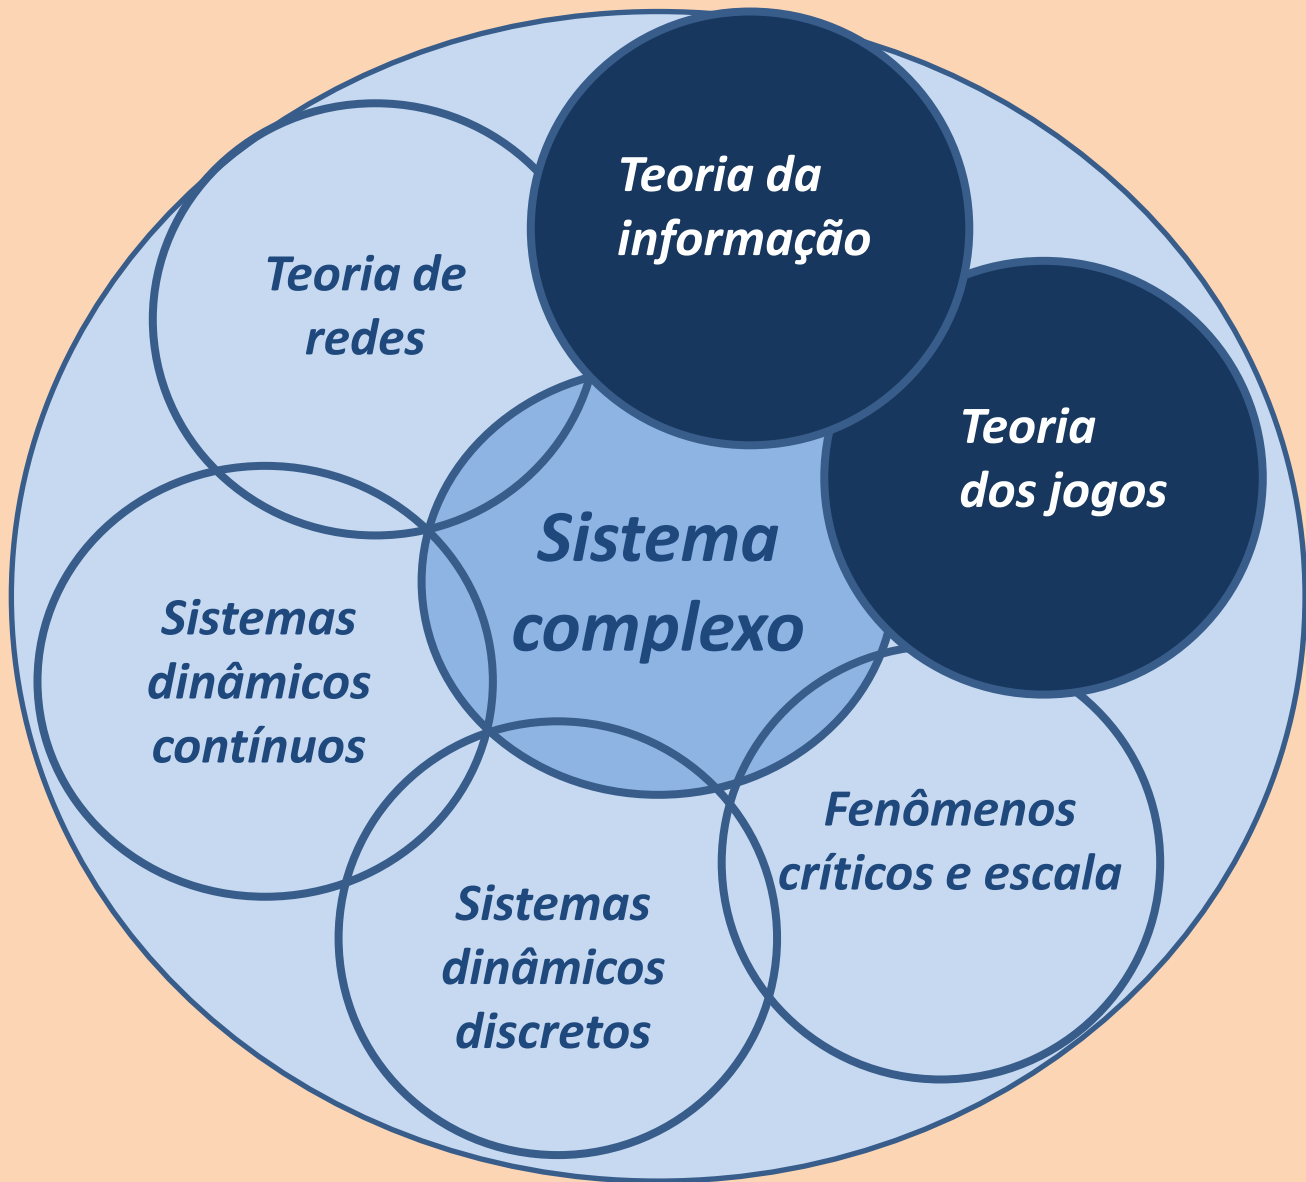 Teoria da
informação
Teoria de
redes
Teoria
dos jogos
Sistema
complexo
Sistemas
dinâmicos
contínuos
Fenômenos
críticos e escala
Sistemas
dinâmicos
discretos